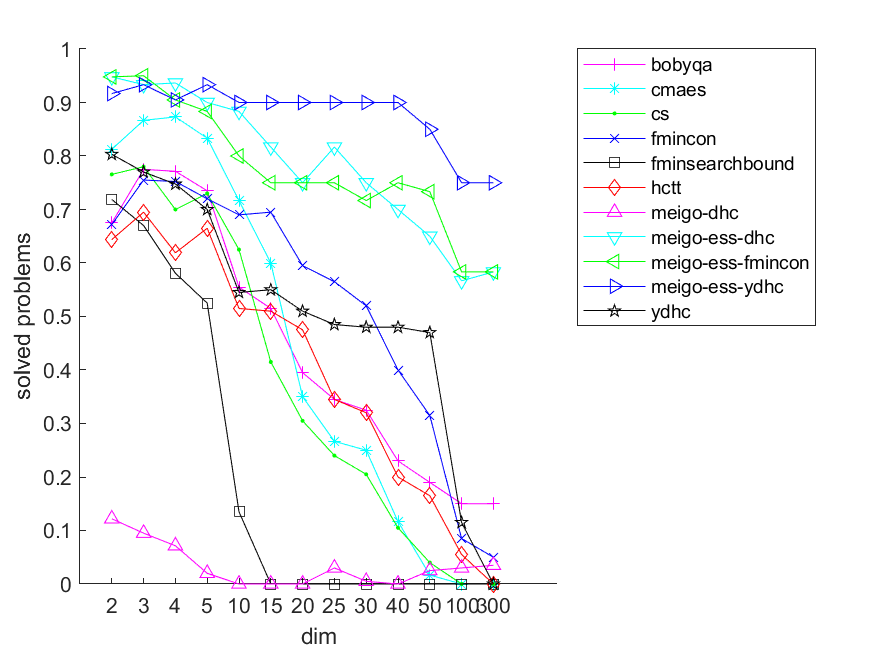 1
0.9
0.8
0.7
0.6
0.5
0.4
0.3
0.2
0.1
0
solved problems
2 3 4 5 10 15 20 25 30 40 50 100 300
dim
bobyqa
cmaes
cs
fmincon
fminsearchbound
hctt
meigo-dhc
meigo-ess-dhc
meigo-ess-fmincon
meigo-ess-ydhc
ydhc